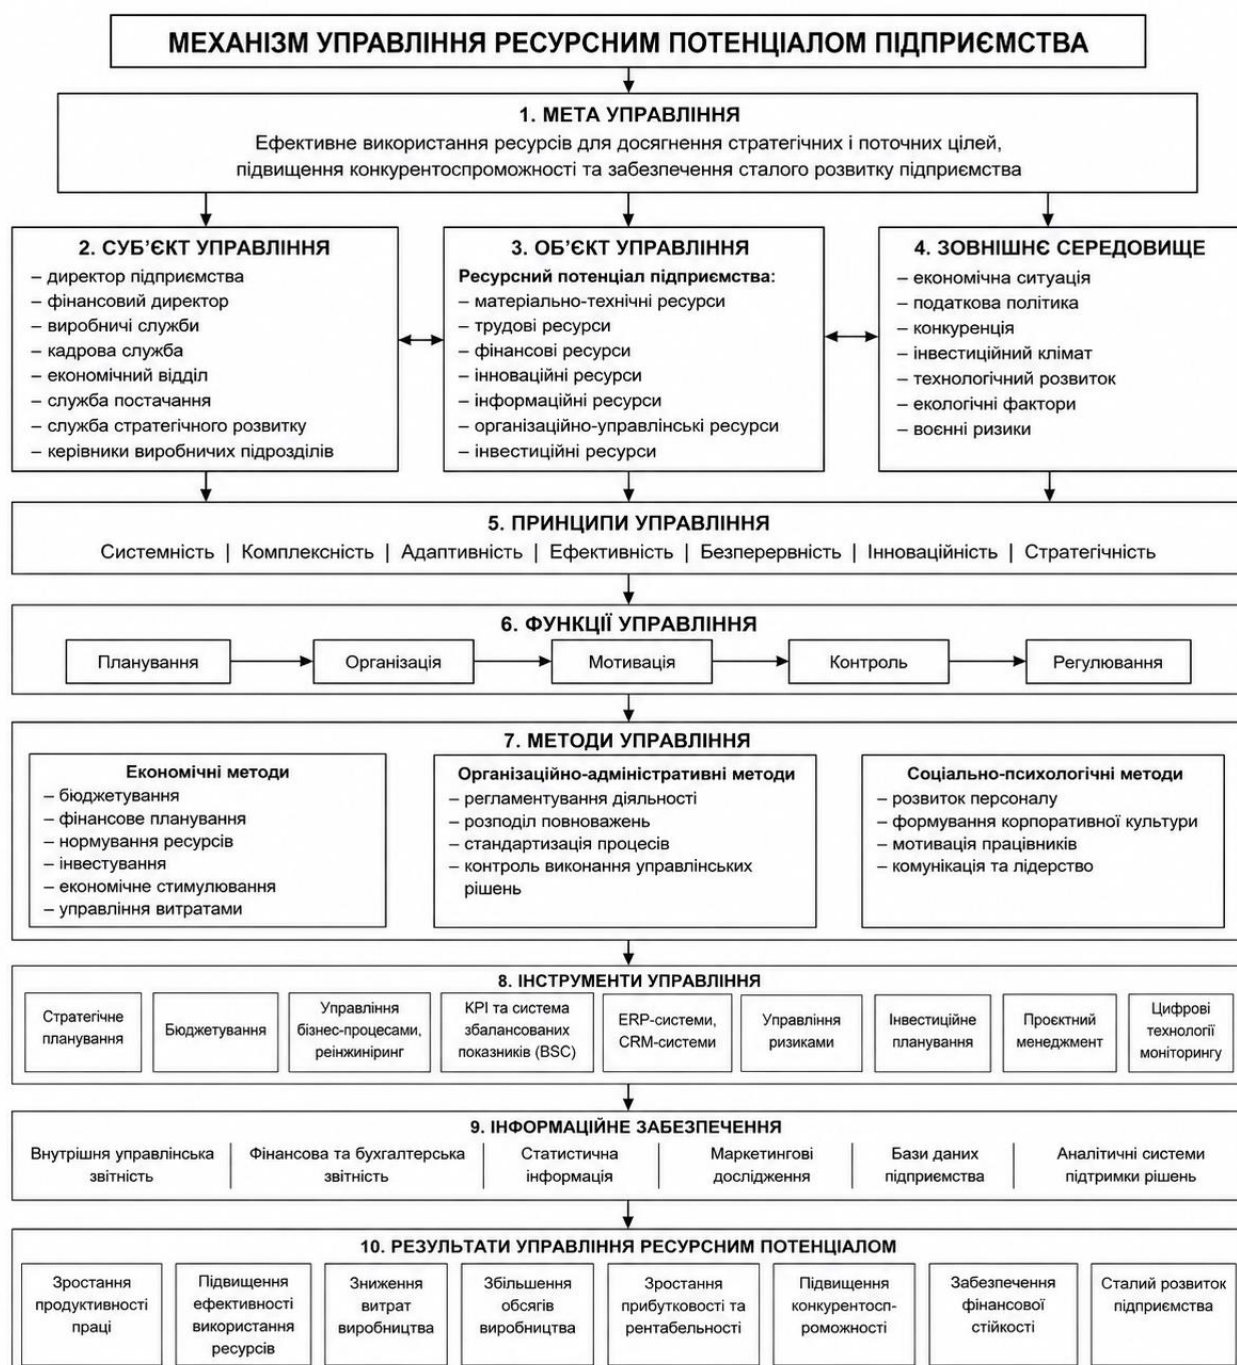 МЕХАНІЗМ УПРАВЛІННЯ РЕСУРСНИМ ПОТЕНЦІАЛОМ ПІДПРИЄМСТВА
1. МЕТА УПРАВЛІННЯ
Ефективне використання ресурсів для досягнення стратегічних і поточних цілей,
підвищення конкурентоспроможності та забезпечення сталого розвитку підприємства
2. СУБ’ЄКТ УПРАВЛІННЯ
– директор підприємства
– фінансовий директор
– виробничі служби
– кадрова служба
– економічний відділ
– служба постачання
– служба стратегічного розвитку
– керівники виробничих підрозділів
3. ОБ’ЄКТ УПРАВЛІННЯ
Ресурсний потенціал підприємства:
– матеріально-технічні ресурси
– трудові ресурси
– фінансові ресурси
– інноваційні ресурси
– інформаційні ресурси
– організаційно-управлінські ресурси
– інвестиційні ресурси
4. ЗОВНІШНЄ СЕРЕДОВИЩЕ
– економічна ситуація
– податкова політика
– конкуренція
– інвестиційний клімат
– технологічний розвиток
– екологічні фактори
– воєнні ризики
5. ПРИНЦИПИ УПРАВЛІННЯ
Системність | Комплексність | Адаптивність | Ефективність | Безперервність | Інноваційність | Стратегічність
6. ФУНКЦІЇ УПРАВЛІННЯ
Планування
Організація
Мотивація
Контроль
Регулювання
7. МЕТОДИ УПРАВЛІННЯ
Економічні методи
– бюджетування
– фінансове планування
– нормування ресурсів
– інвестування
– економічне стимулювання
– управління витратами
Організаційно-адміністративні методи
– регламентування діяльності
– розподіл повноважень
– стандартизація процесів
– контроль виконання управлінських
рішень
Соціально-психологічні методи
– розвиток персоналу
– формування корпоративної культури
– мотивація працівників
– комунікація та лідерство
8. ІНСТРУМЕНТИ УПРАВЛІННЯ
Стратегічне
планування
Бюджетування
Управління
бізнес-процесами,
реінжиніринг
KPI та система
збалансованих
показників (BSC)
ERP-системи,
CRM-системи
Управління
ризиками
Інвестиційне
планування
Проєктний
менеджмент
Цифрові
технології
моніторингу
9. ІНФОРМАЦІЙНЕ ЗАБЕЗПЕЧЕННЯ
Внутрішня управлінська
звітність
Фінансова та бухгалтерська
звітність
Статистична
інформація
Маркетингові
дослідження
Бази даних
підприємства
Аналітичні системи
підтримки рішень
10. РЕЗУЛЬТАТИ УПРАВЛІННЯ РЕСУРСНИМ ПОТЕНЦІАЛОМ
Зростання
продуктивності
праці
Підвищення
ефективності
використання
ресурсів
Зниження
витрат
виробництва
Збільшення
обсягів
виробництва
Зростання
прибутковості та
рентабельності
Підвищення
конкурентосп-
роможності
Забезпечення
фінансової
стійкості
Сталий розвиток
підприємства